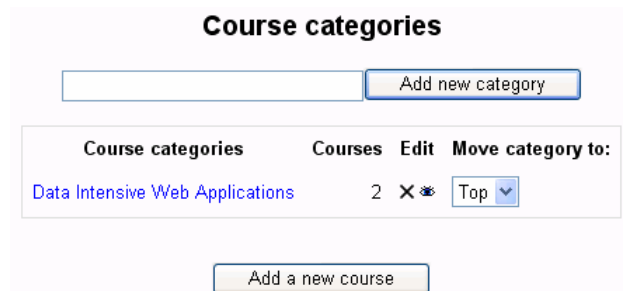 Course categories
Add new category
Course categories Courses Edit Move category to:
Data Intensive Web Applications 2 Top
Add a new course